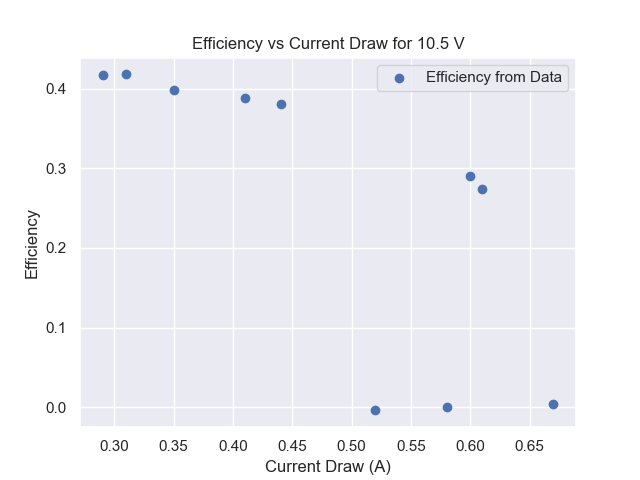 Efficiency vs Current Draw for 10.5 V
Efficiency from Data
0.4
0.3
0.2
0.1
0.0
Efficiency
0.30 0.35 0.40 0.45 0.50 0.55 0.60 0.65
Current Draw (A)